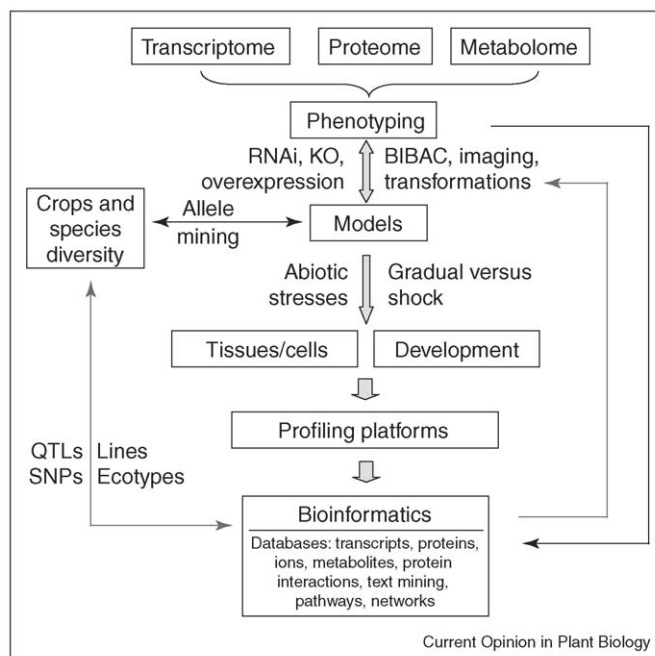 Transcriptome
Proteome
Metabolome
Phenotyping
RNAi, KO,
overexpression
BIBAC, imaging,
transformations
Crops and
species
diversity
Allele
mining
Models
Abiotic
stresses
Gradual versus
shock
Tissues/cells
Development
Profiling platforms
QTLs
SNPs
Lines
Ecotypes
Bioinformatics
Databases: transcripts, proteins,
ions, metabolites, protein
interactions, text mining,
pathways, networks
Current Opinion in Plant Biology